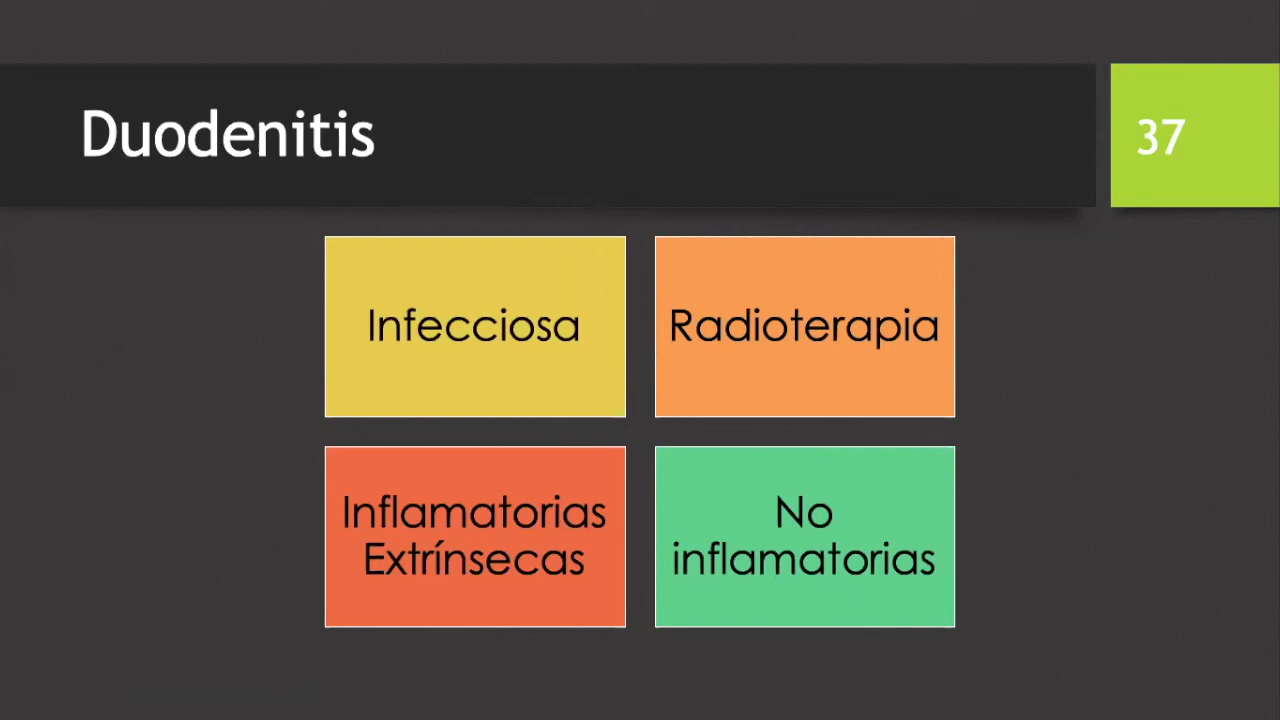 Duodenitis
37
Infecciosa
Radioterapia
Inflamatorias
Extrínsecas
No
inflamatorias